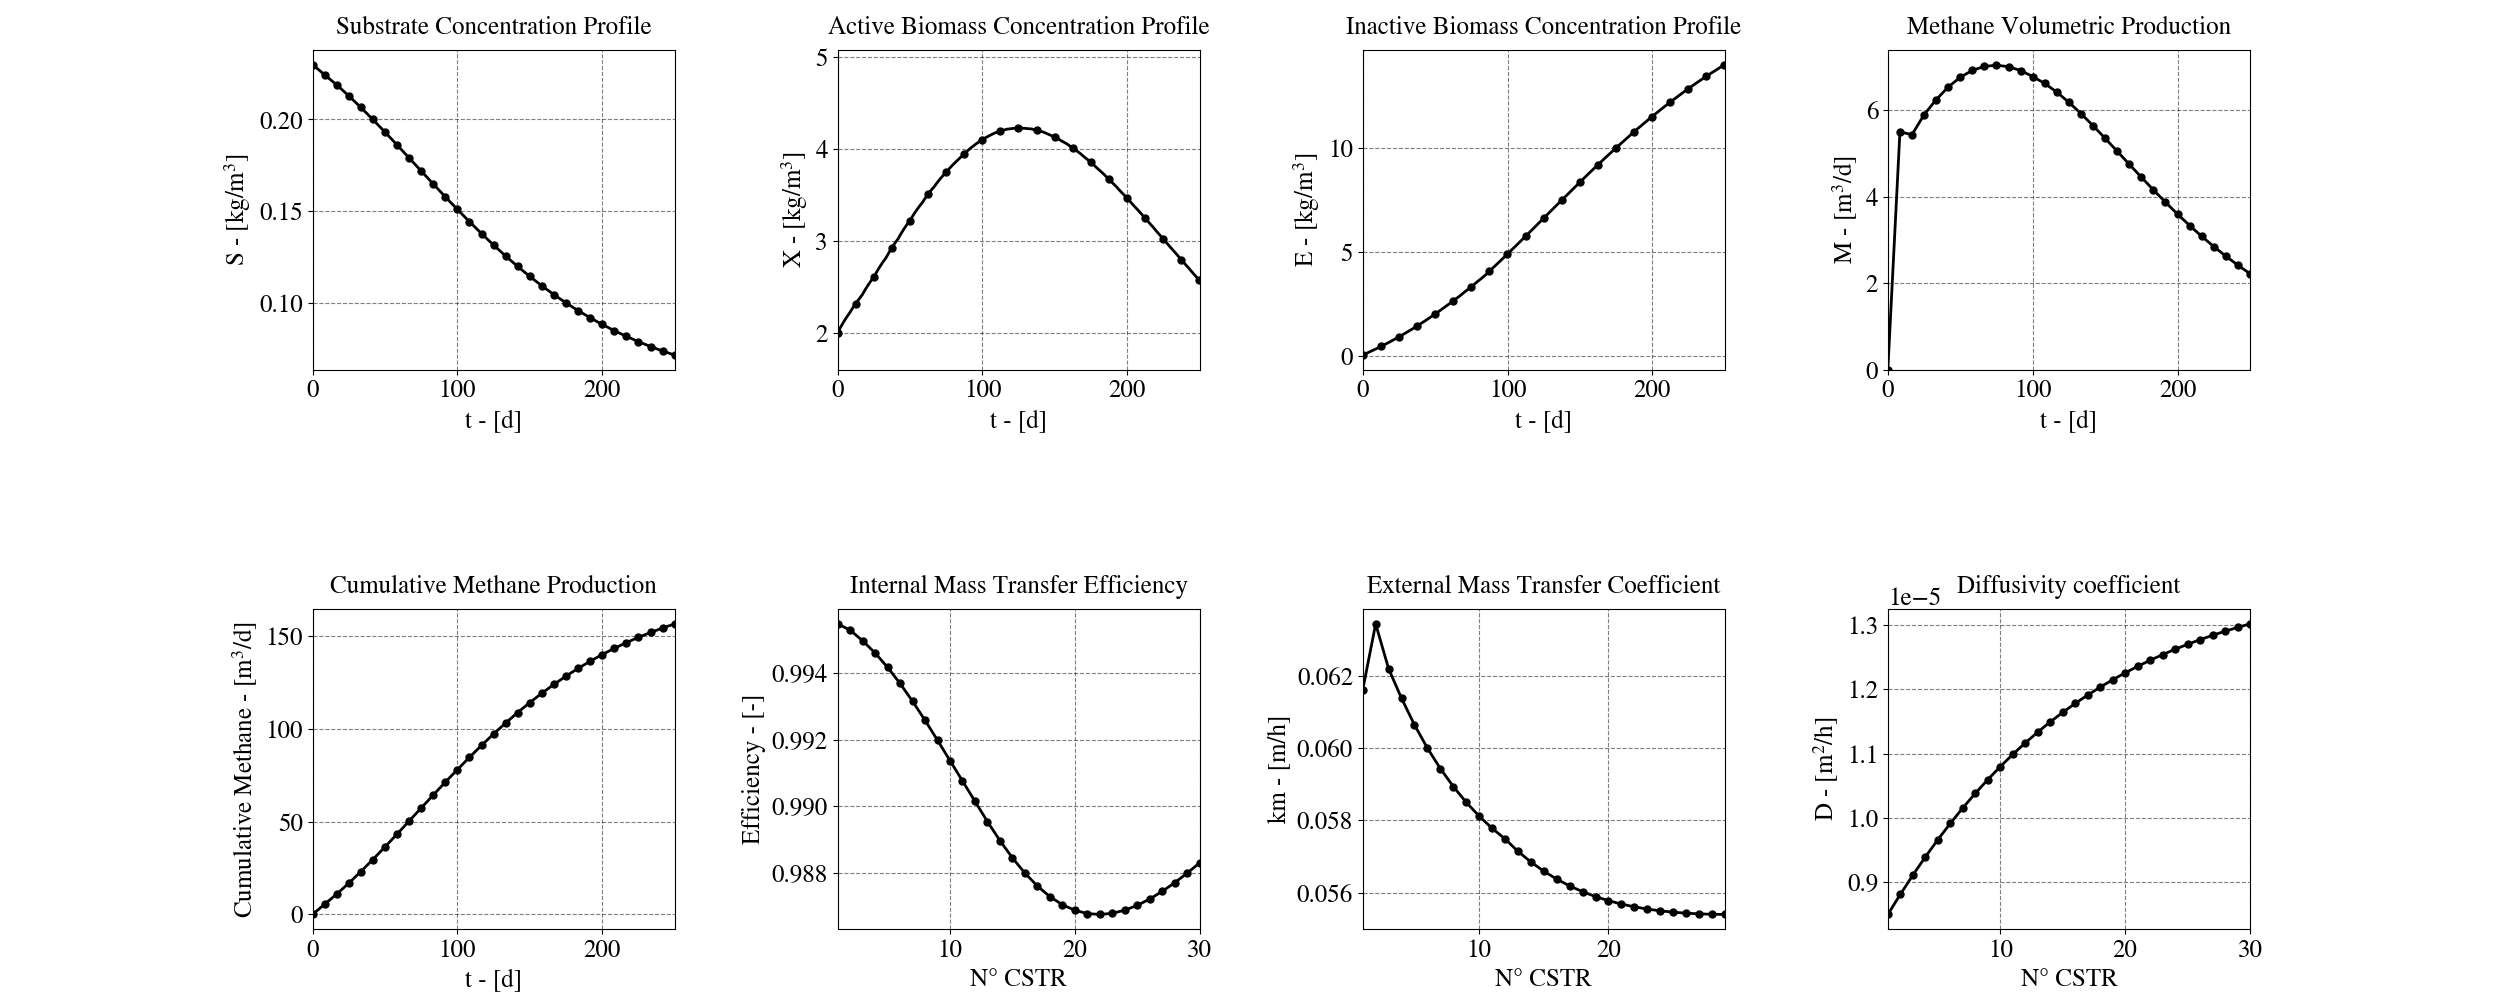 Substrate Concentration Profile
0.20
0.15
0.10
S - [kg/m³]
0 100 200
t - [d]
Active Biomass Concentration Profile
5
4
3
2
X - [kg/m³]
0 100 200
t - [d]
Inactive Biomass Concentration Profile
10
5
0
E - [kg/m³]
0 100 200
t - [d]
Methane Volumetric Production
6
4
2
0
M - [m³/d]
0 100 200
t - [d]
Cumulative Methane Production
150
100
50
0
Cumulative Methane - [m³/d]
0 100 200
t - [d]
Internal Mass Transfer Efficiency
0.994
0.992
0.990
0.988
Efficiency - [-]
10 20 30
N° CSTR
External Mass Transfer Coefficient
0.062
0.060
0.058
0.056
km - [m/h]
10 20
N° CSTR
Diffusivity coefficient
1e−5
1.3
1.2
1.1
1.0
0.9
D - [m²/h]
10 20 30
N° CSTR